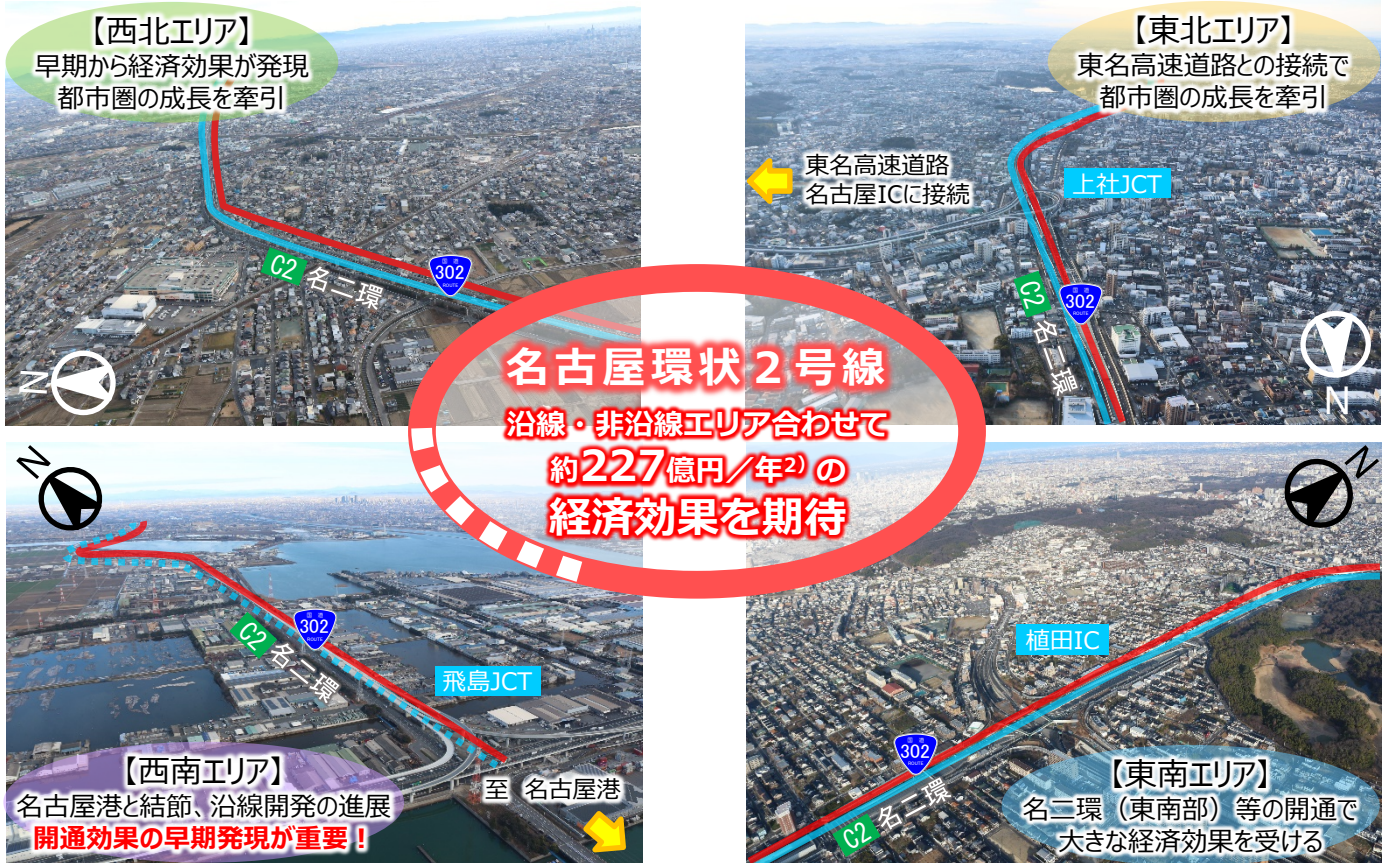 【西北エリア】
早期から経済効果が発現
都市圏の成長を牽引
C2 名二環
国道
302
ROUTE
N
【東北エリア】
東名高速道路との接続で
都市圏の成長を牽引
東名高速道路
名古屋ICに接続
上社JCT
C2 名二環
国道
302
ROUTE
N
名古屋環状２号線
沿線・非沿線エリア合わせて
約227億円／年2）の
経済効果を期待
N
国道
302
ROUTE
C2 名二環
飛島JCT
【西南エリア】
名古屋港と結節、沿線開発の進展
開通効果の早期発現が重要！
至 名古屋港
N
植田IC
国道
302
ROUTE
C2 名二環
【東南エリア】
名二環（東南部）等の開通で
大きな経済効果を受ける